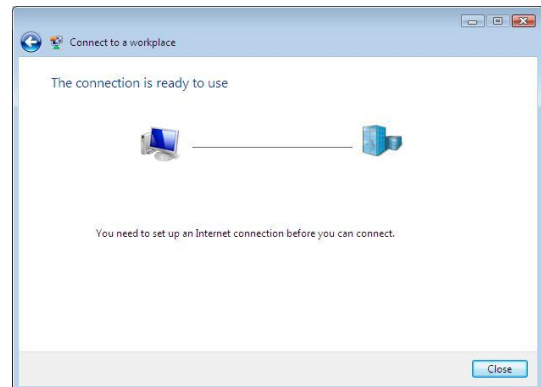 Connect to a workplace
The connection is ready to use
You need to set up an Internet connection before you can connect.
Close